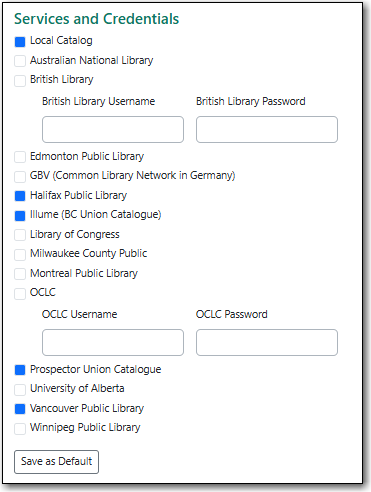 Services and Credentials
Local Catalog
Australian National Library
British Library
British Library Username British Library Password
Edmonton Public Library
GBV (Common Library Network in Germany)
Halifax Public Library
Illume (BC Union Catalogue)
Library of Congress
Milwaukee County Public
Montreal Public Library
OCLC
OCLC Username OCLC Password
Prospector Union Catalogue
University of Alberta
Vancouver Public Library
Winnipeg Public Library
Save as Default